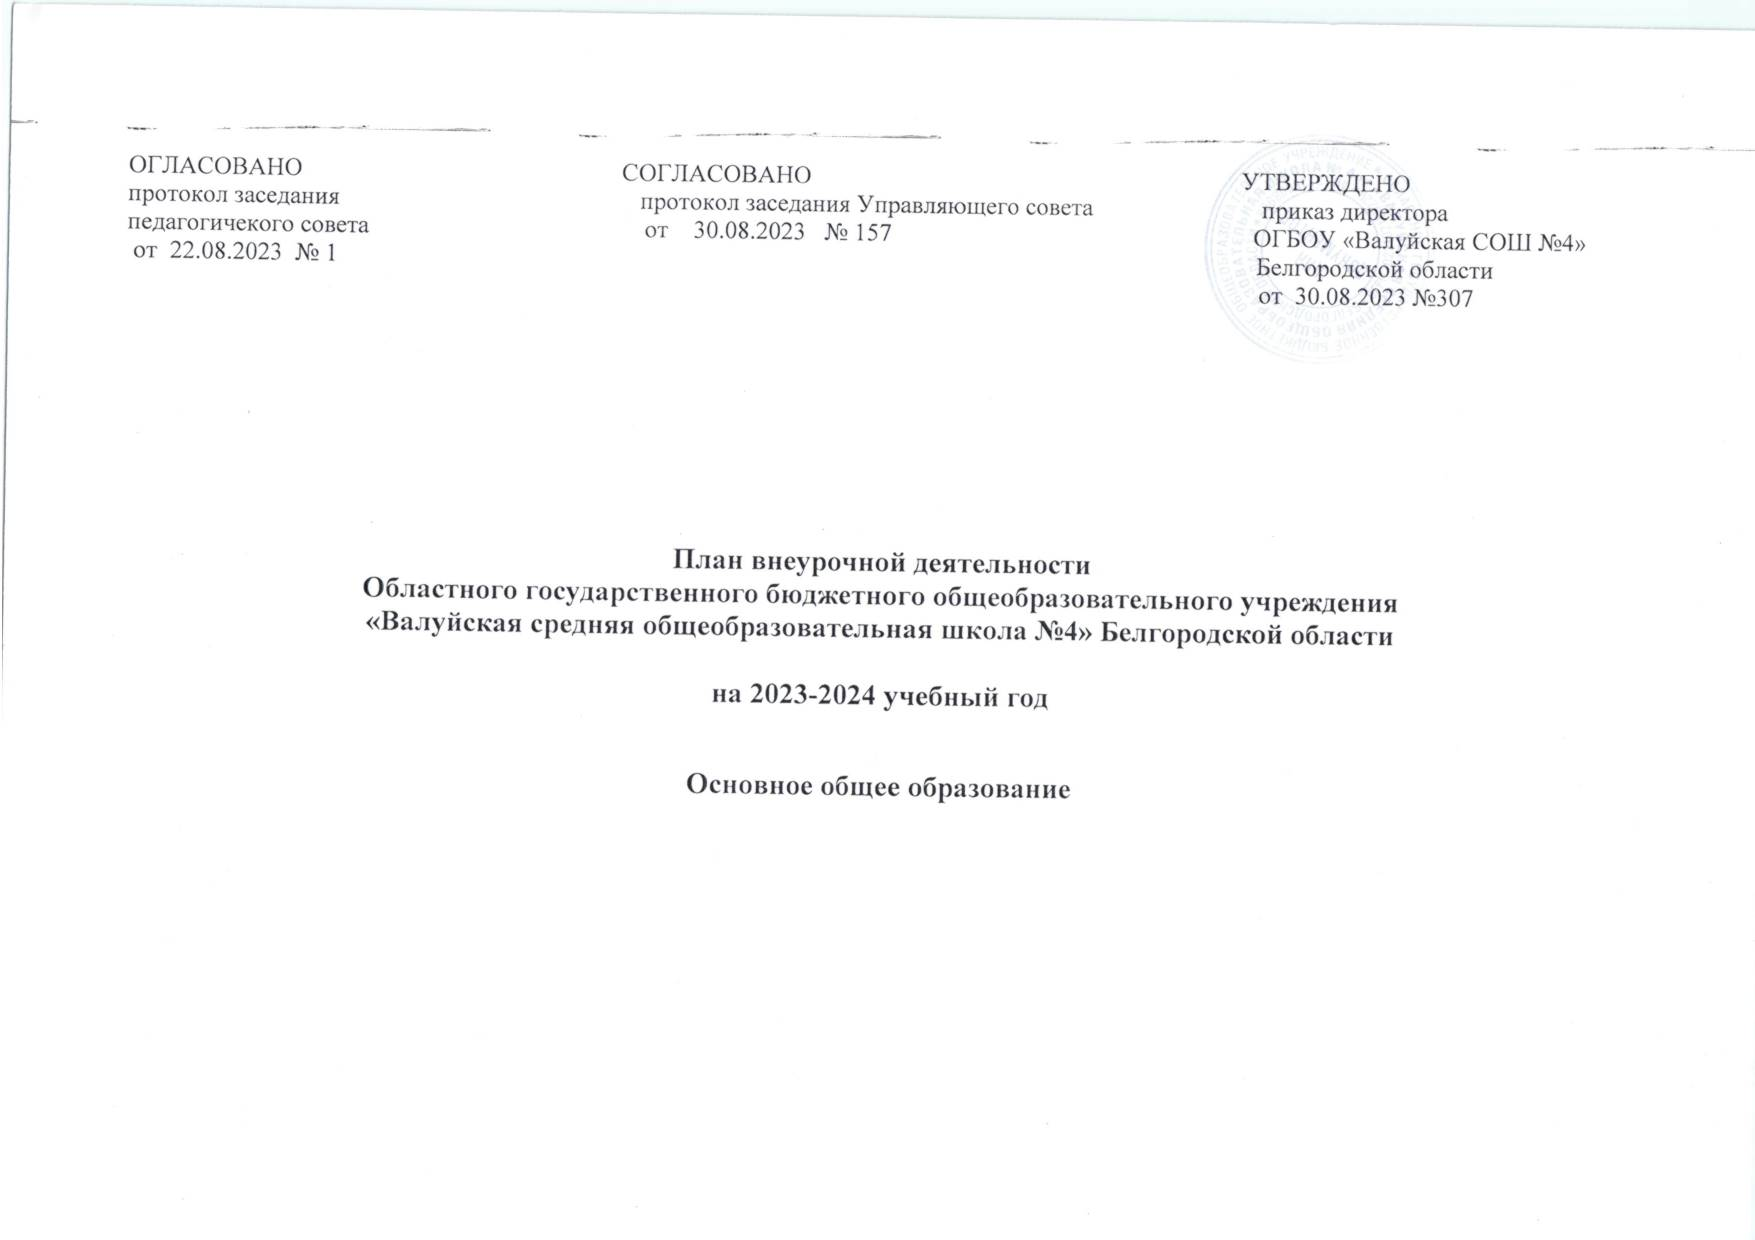 ОГЛАСОВАНО
протокол заседания
педагогичекого совета
от 22.08.2023 № 1
СОГЛАСОВАНО
протокол заседания Управляющего совета
от 30.08.2023 № 157
УТВЕРЖДЕНО
приказ директора
ОГБОУ «Валуйская СОШ №4»
Белгородской области
от 30.08.2023 №307
План внеурочной деятельности
Областного государственного бюджетного общеобразовательного учреждения
«Валуйская средняя общеобразовательная школа №4» Белгородской области
на 2023-2024 учебный год
Основное общее образование